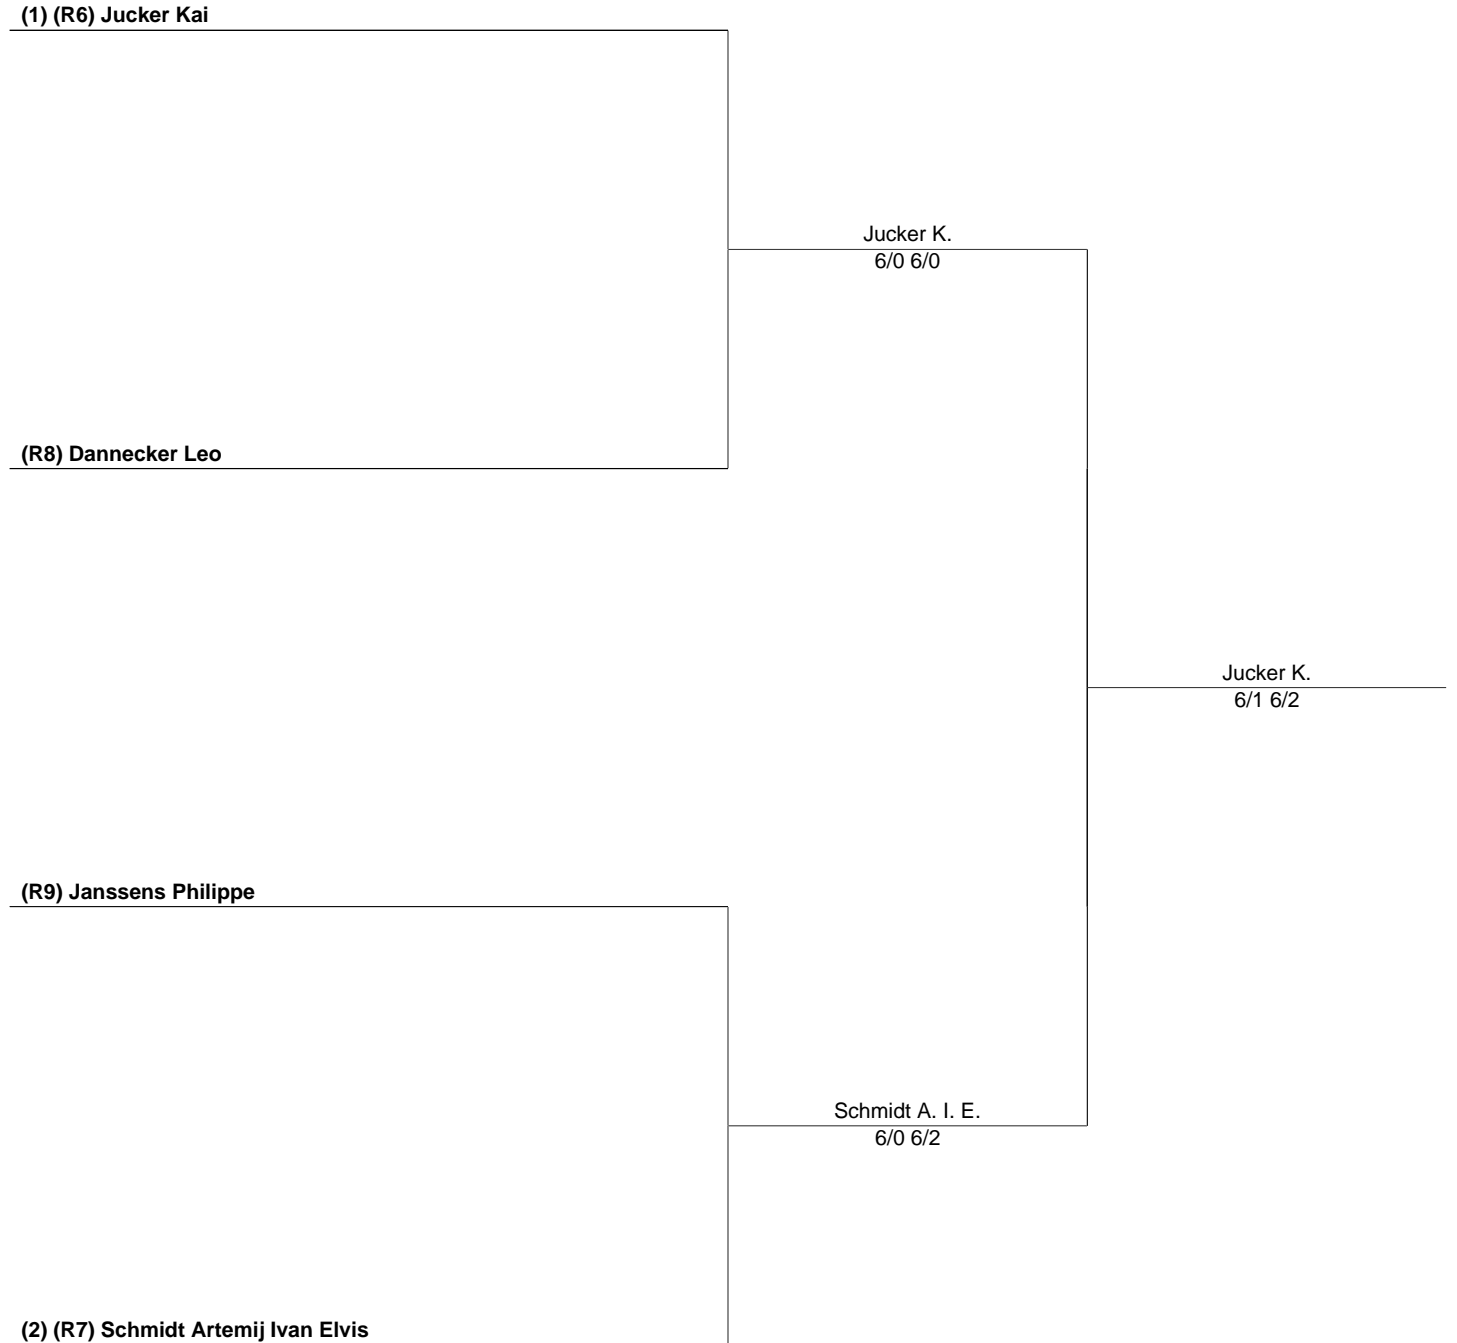 (1) (R6) Jucker Kai
Jucker K.
6/0 6/0
(R8) Dannecker Leo
Jucker K.
6/1 6/2
(R9) Janssens Philippe
Schmidt A. I. E.
6/0 6/2
(2) (R7) Schmidt Artemij Ivan Elvis